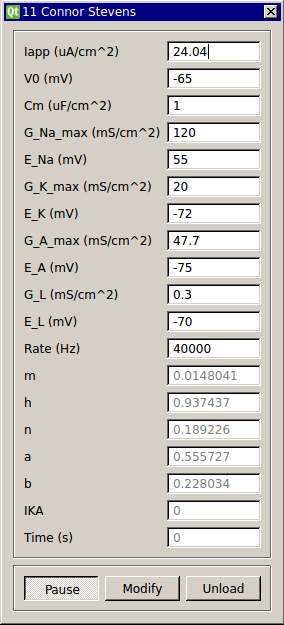 Qt 11 Connor Stevens
Iapp (uA/cm^2) 24.04
V0 (mV) -65
Cm (uF/cm^2) 1
G_Na_max (mS/cm^2) 120
E_Na (mV) 55
G_K_max (mS/cm^2) 20
E_K (mV) -72
G_A_max (mS/cm^2) 47.7
E_A (mV) -75
G_L (mS/cm^2) 0.3
E_L (mV) -70
Rate (Hz) 40000
m 0.0148041
h 0.937437
n 0.189226
a 0.555727
b 0.228034
IKA 0
Time (s) 0
Pause Modify Unload